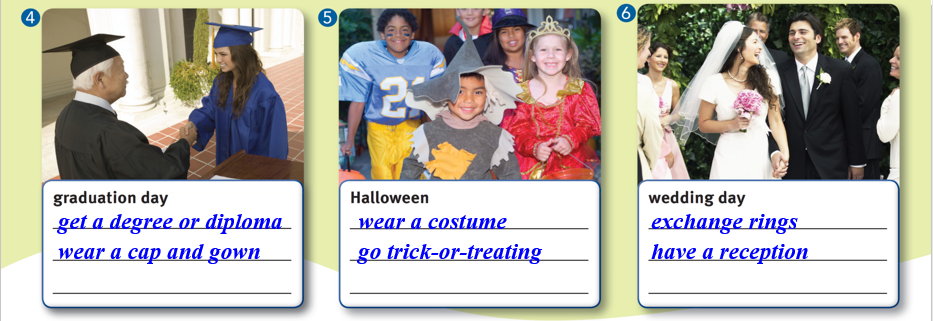 4
5
6
21
graduation day
get a degree or diploma
wear a cap and gown
Halloween
wear a costume
go trick-or-treating
wedding day
exchange rings
have a reception